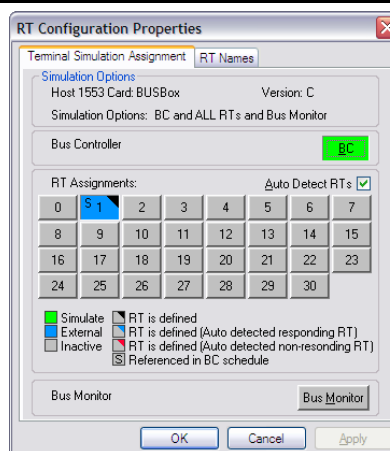 RT Configuration Properties
Terminal Simulation Assignment RT Names
Simulation Options
Host 1553 Card: BUSBox Version: C
Simulation Options: BC and ALL RTs and Bus Monitor
Bus Controller BC
RT Assignments: Auto Detect RTs
0 S 1 2 3 4 5 6 7
8 9 10 11 12 13 14 15
16 17 18 19 20 21 22 23
24 25 26 27 28 29 30
Simulate RT is defined
External RT is defined (Auto detected responding RT)
Inactive RT is defined (Auto detected non-resonding RT)
S Referenced in BC schedule
Bus Monitor Bus Monitor
OK Cancel Apply